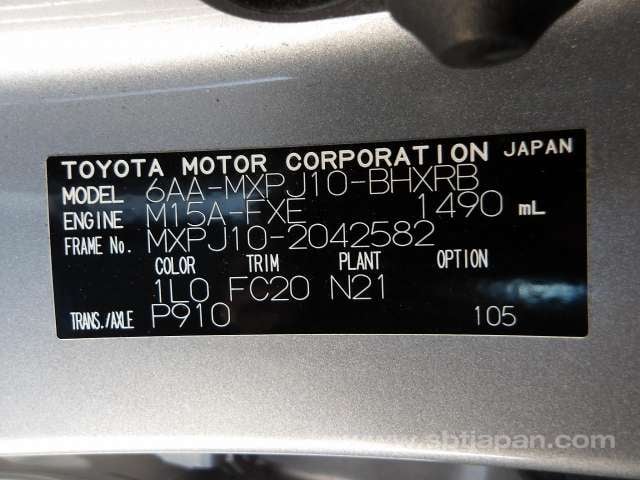 TOYOTA MOTOR CORPORATION JAPAN
MODEL 6AA-MXPJ10-BHXRB
ENGINE M15A-FXE 1490 mL
FRAME No. MXPJ10-2042582
COLOR TRIM PLANT OPTION
1L0 FC20 N21
TRANS./AXLE P910 105
www.sbtjapan.com